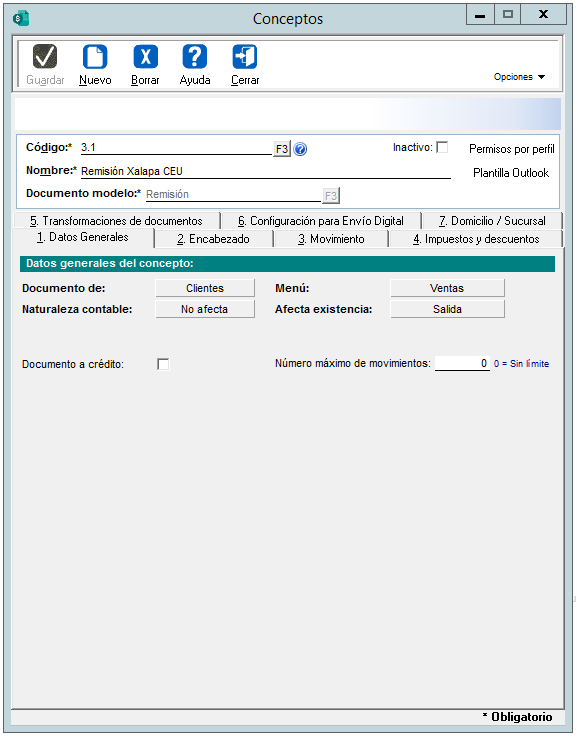 Conceptos
Guardar Nuevo Borrar Ayuda Cerrar Opciones
Código:* 3.1 F3 ? Inactivo: Permisos por perfil
Nombre:* Remisión Xalapa CEU Plantilla Outlook
Documento modelo:* Remisión F3
5. Transformaciones de documentos 6. Configuración para Envío Digital 7. Domicilio / Sucursal
1. Datos Generales 2. Encabezado 3. Movimiento 4. Impuestos y descuentos
Datos generales del concepto:
Documento de: Clientes Menú: Ventas
Naturaleza contable: No afecta Afecta existencia: Salida
Documento a crédito: Número máximo de movimientos: 0 0 = Sin límite
* Obligatorio